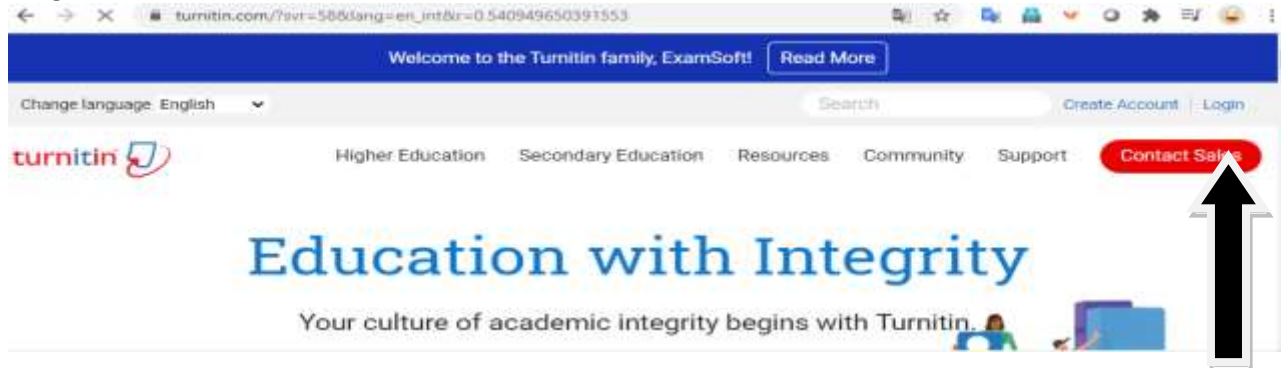 turnitin.com/?svr=58&lang=en_int&r=0.540949650391553
Welcome to the Turnitin family, ExamSoft! Read More
Change language English Search Create Account | Login
turnitin Higher Education Secondary Education Resources Community Support Contact Sales
Education with Integrity
Your culture of academic integrity begins with Turnitin.